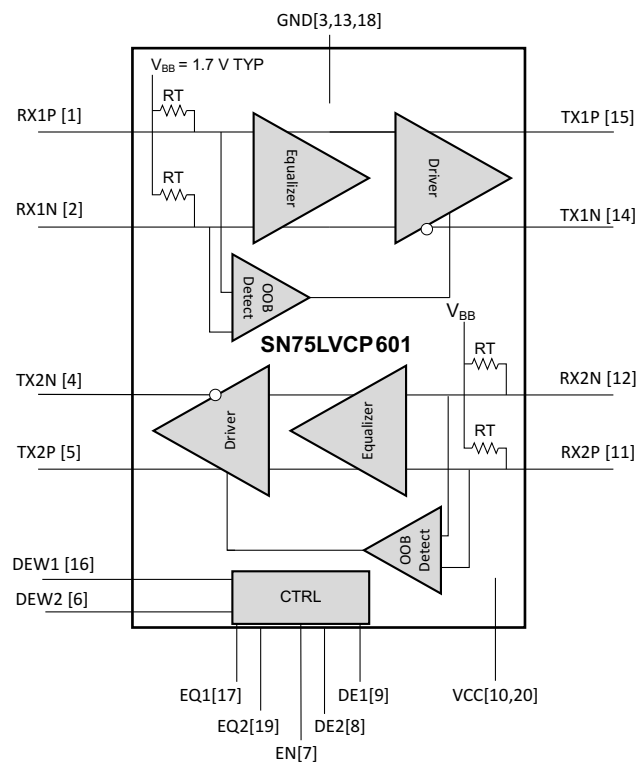 GND[3,13,18]
VBB = 1.7 V TYP
RT
RX1P [1]
TX1P [15]
Equalizer
Driver
RT
RX1N [2]
TX1N [14]
OOB
Detect
VBB
SN75LVCP601
RT
TX2N [4]
RX2N [12]
Driver
Equalizer
RT
TX2P [5]
RX2P [11]
OOB
Detect
DEW1 [16]
CTRL
DEW2 [6]
EQ1[17]
DE1[9]
VCC[10,20]
EQ2[19]
DE2[8]
EN[7]